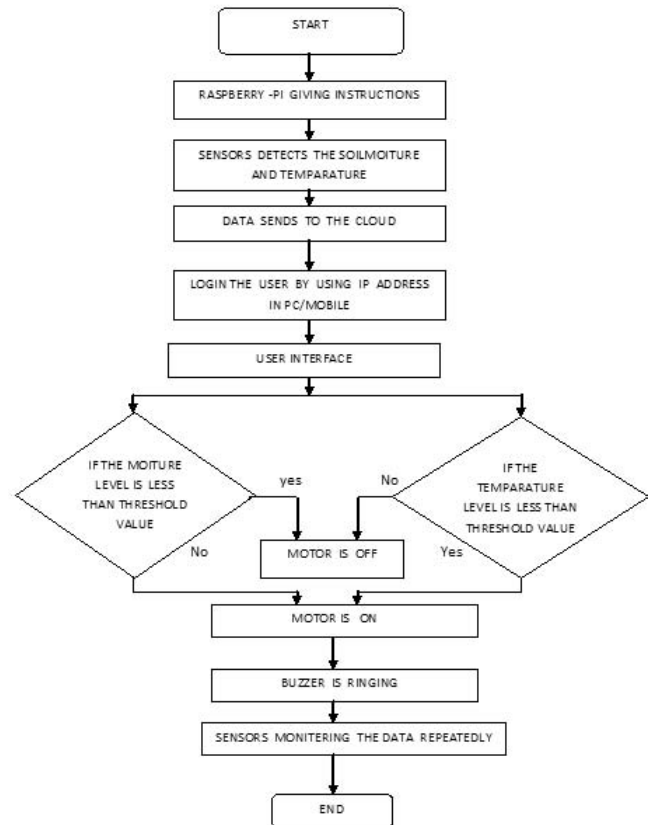 START
RASPBERRY -PI GIVING INSTRUCTIONS
SENSORS DETECTS THE SOILMOITURE
AND TEMPARATURE
DATA SENDS TO THE CLOUD
LOGIN THE USER BY USING IP ADDRESS
IN PC/MOBILE
USER INTERFACE
IF THE MOITURE
LEVEL IS LESS
THAN THRESHOLD
VALUE
yes
No
No
IF THE
TEMPARATURE
LEVEL IS LESS THAN
THRESHOLD VALUE
Yes
MOTOR IS OFF
MOTOR IS ON
BUZZER IS RINGING
SENSORS MONITERING THE DATA REPEATEDLY
END